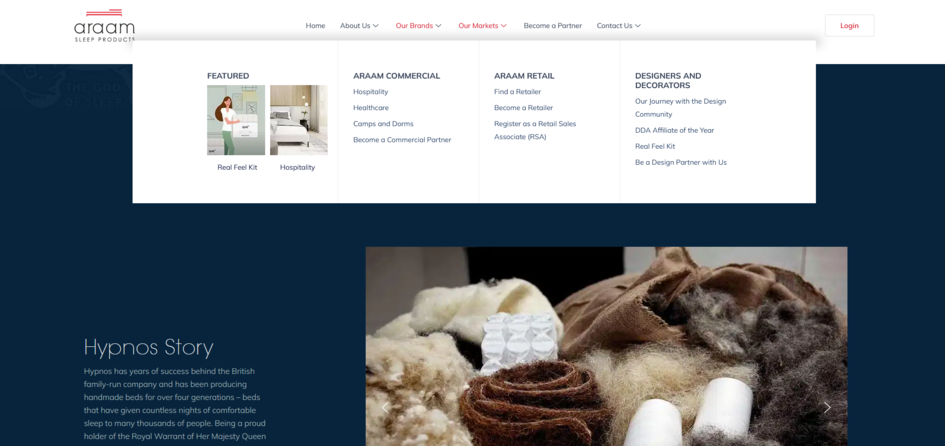 araam
SLEEP PRODUCTS
Home
About Us
Our Brands
Our Markets
Become a Partner
Contact Us
Login
FEATURED
Real Feel Kit
Hospitality
ARAAM COMMERCIAL
Hospitality
Healthcare
Camps and Dorms
Become a Commercial Partner
ARAAM RETAIL
Find a Retailer
Become a Retailer
Register as a Retail Sales
Associate (RSA)
DESIGNERS AND
DECORATORS
Our Journey with the Design
Community
DDA Affiliate of the Year
Real Feel Kit
Be a Design Partner with Us
Hypnos Story
Hypnos has years of success behind the British
family-run company and has been producing
handmade beds for over four generations – beds
that have given countless nights of comfortable
sleep to many thousands of people. Being a proud
holder of the Royal Warrant of Her Majesty Queen